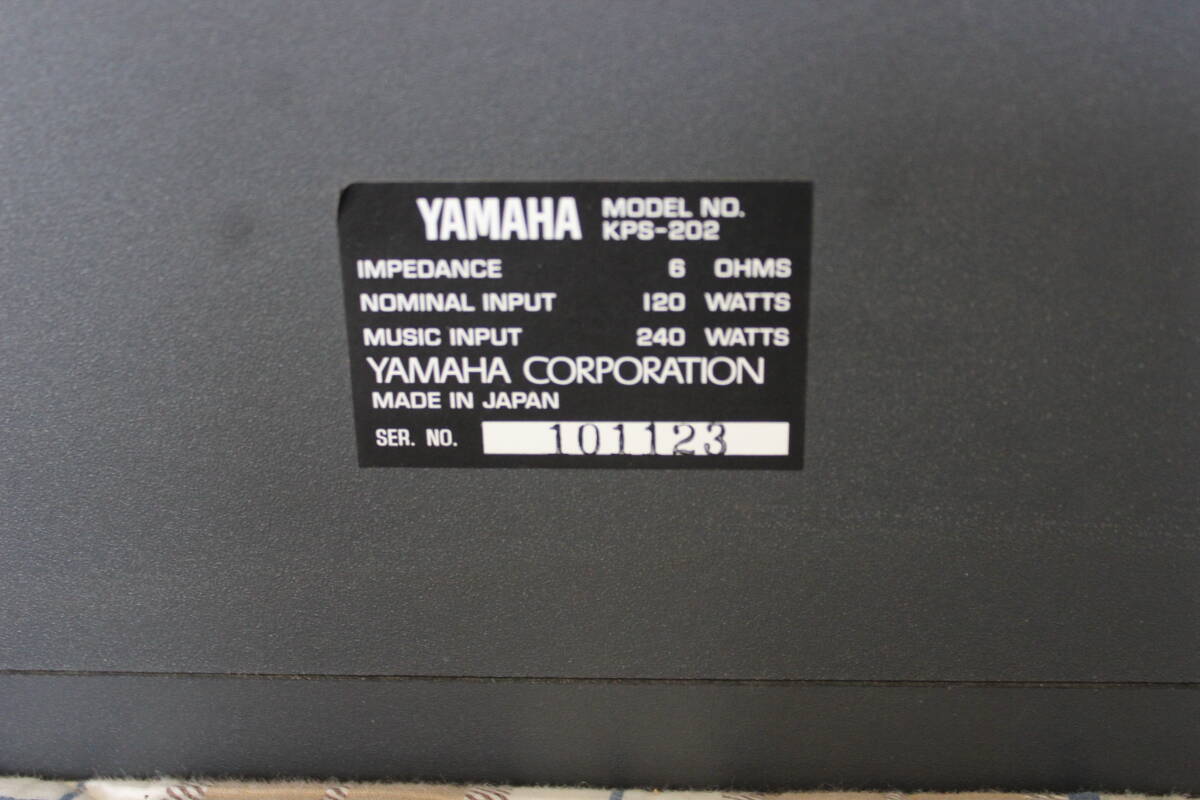 YAMAHA MODEL NO.
KPS-202
IMPEDANCE 6 OHMS
NOMINAL INPUT 120 WATTS
MUSIC INPUT 240 WATTS
YAMAHA CORPORATION
MADE IN JAPAN
SER. NO. 101123